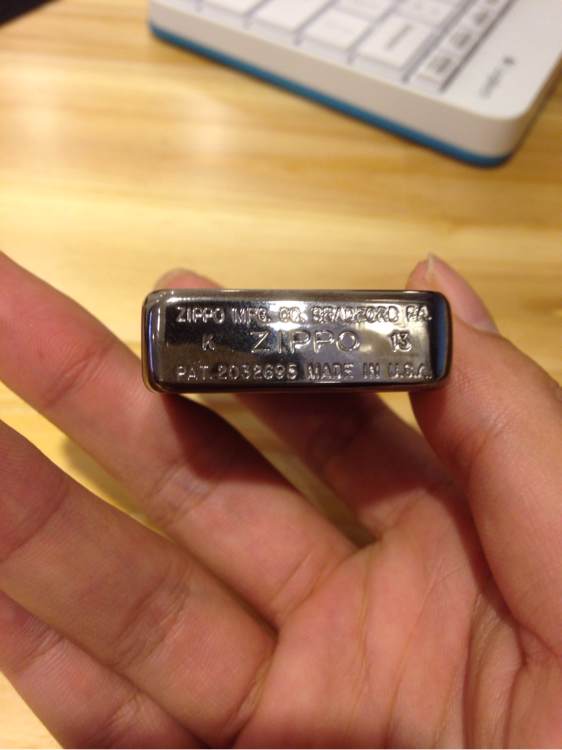 ZIPPO MFG. CO. BRADFORD PA.
K ZIPPO 13
PAT. 2032695 MADE IN U.S.A.